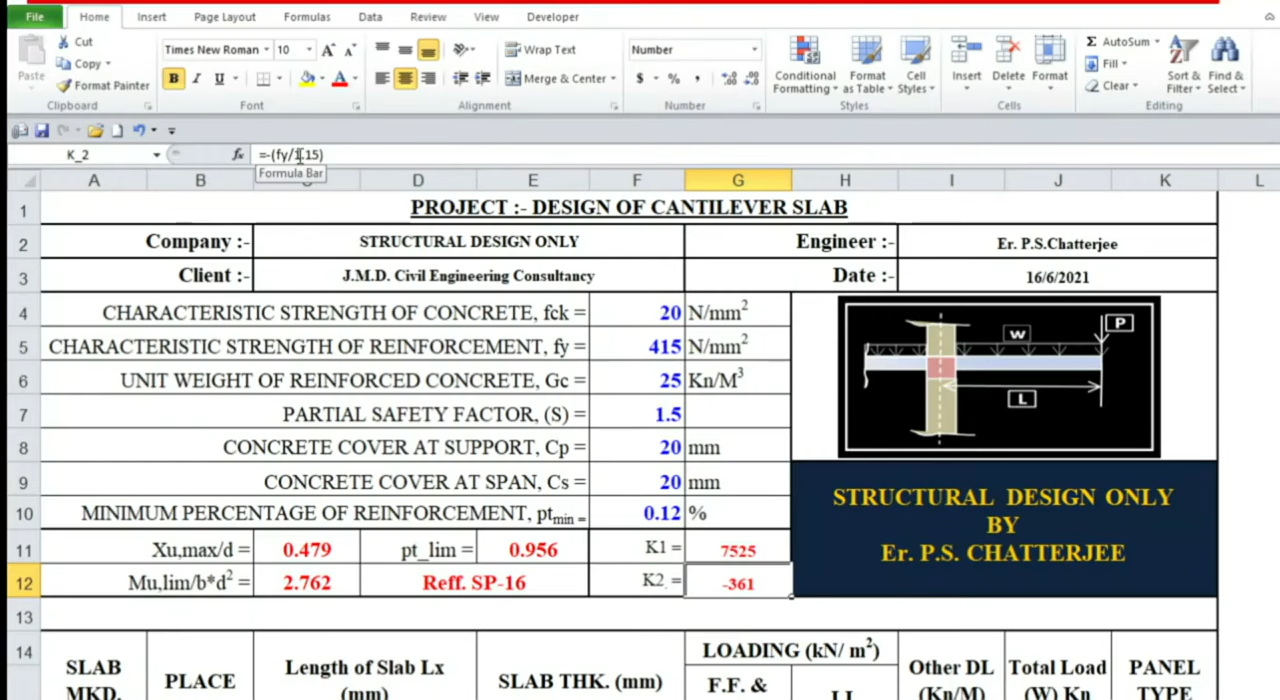 File Home Insert Page Layout Formulas Data Review View Developer
Cut
Copy
Format Painter
Paste
Clipboard
Times New Roman 10 A A
B I U A
Font
Wrap Text
Merge & Center
Alignment
Number
$ % ,
Number
Conditional Formatting
Format as Table
Cell Styles
Styles
Insert Delete Format
Cells
Σ AutoSum
Fill
Clear
Sort & Filter
Find & Select
Editing
K_2 fx =-(fy/1.15)
Formula Bar
A B C D E F G H I J K L
1 PROJECT :- DESIGN OF CANTILEVER SLAB
2 Company :- STRUCTURAL DESIGN ONLY Engineer :- Er. P.S.Chatterjee
3 Client :- J.M.D. Civil Engineering Consultancy Date :- 16/6/2021
4 CHARACTERISTIC STRENGTH OF CONCRETE, fck = 20 N/mm²
5 CHARACTERISTIC STRENGTH OF REINFORCEMENT, fy = 415 N/mm²
6 UNIT WEIGHT OF REINFORCED CONCRETE, Gc = 25 Kn/M³
7 PARTIAL SAFETY FACTOR, (S) = 1.5
8 CONCRETE COVER AT SUPPORT, Cp = 20 mm
9 CONCRETE COVER AT SPAN, Cs = 20 mm
10 MINIMUM PERCENTAGE OF REINFORCEMENT, ptmin = 0.12 %
11 Xu,max/d = 0.479 pt_lim = 0.956 K1 = 7525
12 Mu,lim/b*d² = 2.762 Reff. SP-16 K2 = -361
P
W
L
STRUCTURAL DESIGN ONLY
BY
Er. P.S. CHATTERJEE
13
14 LOADING (kN/ m²)
SLAB MKD.
PLACE
Length of Slab Lx (mm)
SLAB THK. (mm)
F.F. &
LL
Other DL (Kn/M)
Total Load (W) Kn
PANEL TYPE